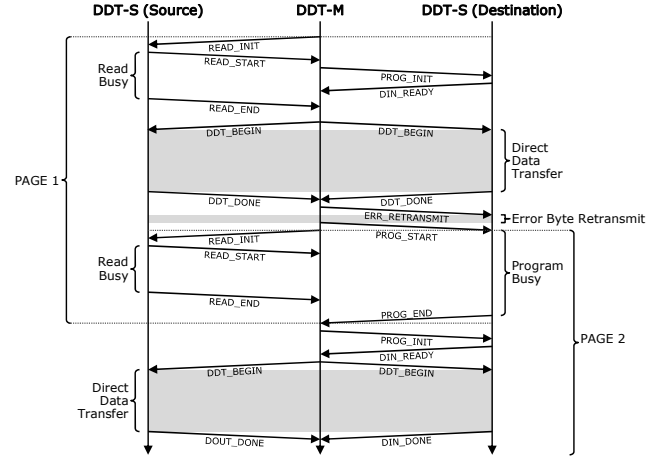 DDT-S (Source) DDT-M DDT-S (Destination)
READ_INIT
READ_START
Read
Busy
PROG_INIT
DIN_READY
READ_END
DDT_BEGIN DDT_BEGIN
Direct
Data
Transfer
PAGE 1
DDT_DONE DDT_DONE
ERR_RETRANSMIT
Error Byte Retransmit
READ_INIT PROG_START
READ_START
Read
Busy
Program
Busy
READ_END
PROG_END
PROG_INIT
PAGE 2
DIN_READY
DDT_BEGIN DDT_BEGIN
Direct
Data
Transfer
DOUT_DONE DIN_DONE